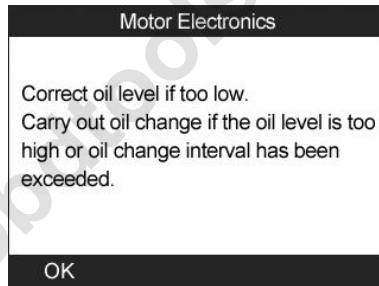 Motor Electronics
Correct oil level if too low.
Carry out oil change if the oil level is too
high or oil change interval has been
exceeded.
OK